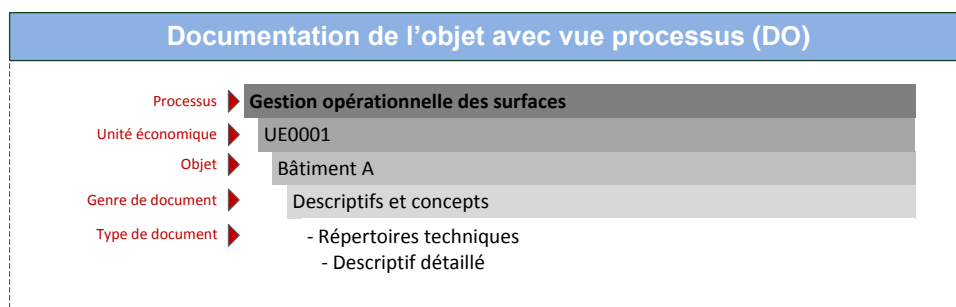 Documentation de l’objet avec vue processus (DO)
Processus Gestion opérationnelle des surfaces
Unité économique UE0001
Objet Bâtiment A
Genre de document Descriptifs et concepts
Type de document - Répertoires techniques
- Descriptif détaillé